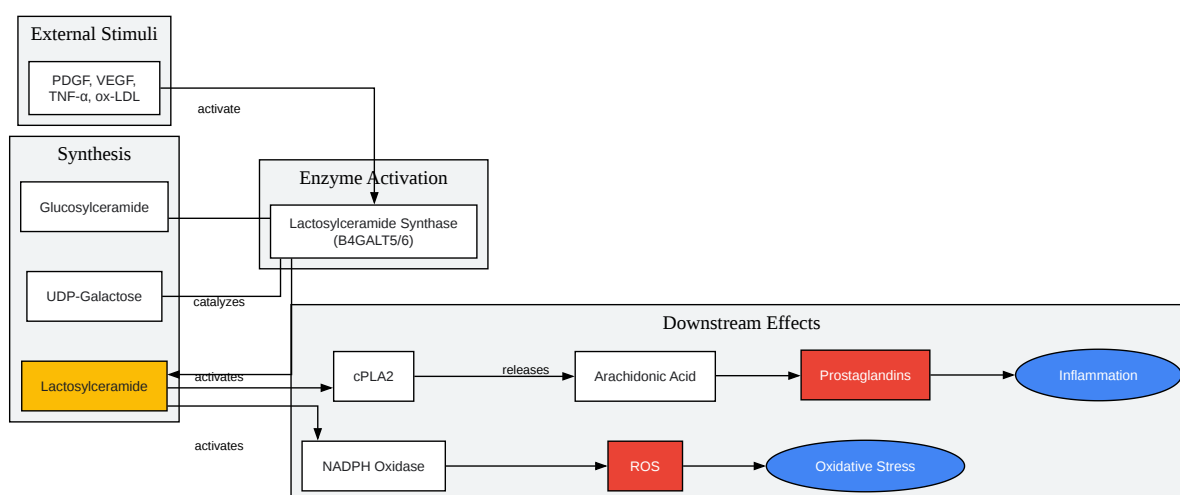 External Stimuli
PDGF, VEGF,
TNF-α, ox-LDL
activate
Synthesis
Enzyme Activation
Glucosylceramide
Lactosylceramide Synthase
(B4GALT5/6)
UDP-Galactose
catalyzes
Downstream Effects
Lactosylceramide
activates
cPLA2
releases
Arachidonic Acid
Prostaglandins
Inflammation
activates
NADPH Oxidase
ROS
Oxidative Stress